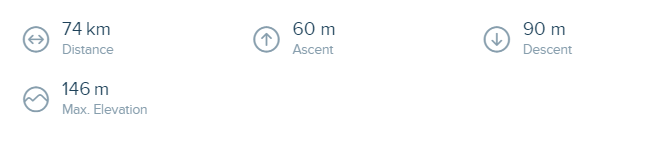 74 km
Distance
60 m
Ascent
90 m
Descent
146 m
Max. Elevation